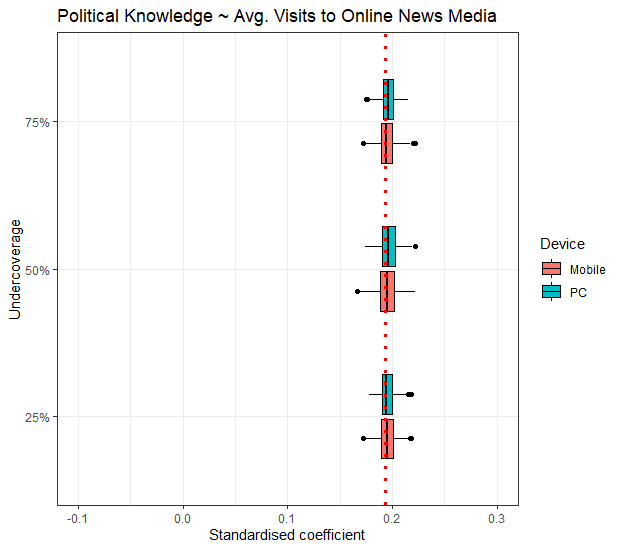 Political Knowledge ~ Avg. Visits to Online News Media
Undercoverage
75%
50%
25%
-0.1 0.0 0.1 0.2 0.3
Standardised coefficient
Device
Mobile
PC